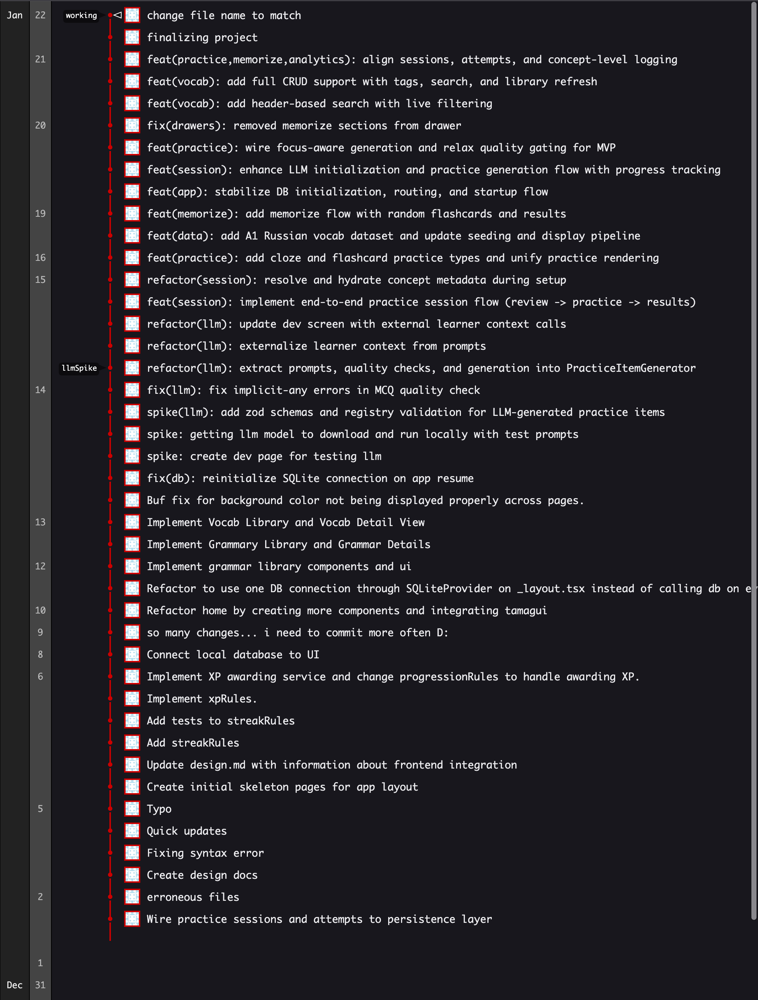 Jan 22 working change file name to match
finalizing project
21 feat(practice,memorize,analytics): align sessions, attempts, and concept-level logging
feat(vocab): add full CRUD support with tags, search, and library refresh
feat(vocab): add header-based search with live filtering
20 fix(drawers): removed memorize sections from drawer
feat(practice): wire focus-aware generation and relax quality gating for MVP
feat(session): enhance LLM initialization and practice generation flow with progress tracking
feat(app): stabilize DB initialization, routing, and startup flow
19 feat(memorize): add memorize flow with random flashcards and results
feat(data): add A1 Russian vocab dataset and update seeding and display pipeline
16 feat(practice): add cloze and flashcard practice types and unify practice rendering
15 refactor(session): resolve and hydrate concept metadata during setup
feat(session): implement end-to-end practice session flow (review -> practice -> results)
refactor(llm): update dev screen with external learner context calls
refactor(llm): externalize learner context from prompts
llmSpike refactor(llm): extract prompts, quality checks, and generation into PracticeItemGenerator
14 fix(llm): fix implicit-any errors in MCQ quality check
spike(llm): add zod schemas and registry validation for LLM-generated practice items
spike: getting llm model to download and run locally with test prompts
spike: create dev page for testing llm
fix(db): reinitialize SQLite connection on app resume
Buf fix for background color not being displayed properly across pages.
13 Implement Vocab Library and Vocab Detail View
Implement Grammary Library and Grammar Details
12 Implement grammar library components and ui
Refactor to use one DB connection through SQLiteProvider on _layout.tsx instead of calling db on
10 Refactor home by creating more components and integrating tamagui
9 so many changes... i need to commit more often D:
8 Connect local database to UI
6 Implement XP awarding service and change progressionRules to handle awarding XP.
Implement xpRules.
Add tests to streakRules
Add streakRules
Update design.md with information about frontend integration
Create initial skeleton pages for app layout
5 Typo
Quick updates
Fixing syntax error
Create design docs
2 erroneous files
Wire practice sessions and attempts to persistence layer
1
Dec 31